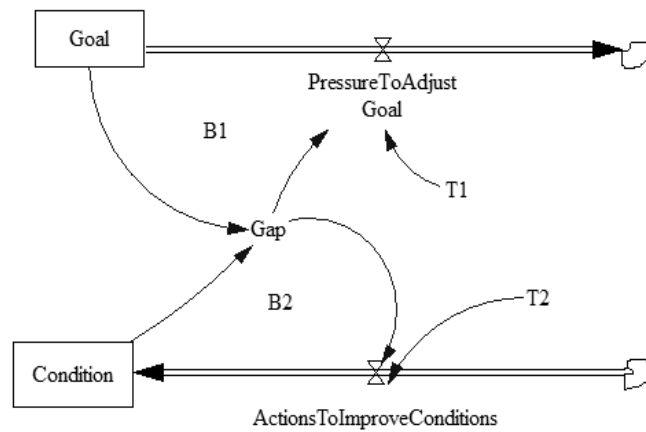 Goal
PressureToAdjust
Goal
B1
T1
Gap
B2
T2
Condition
ActionsToImproveConditions